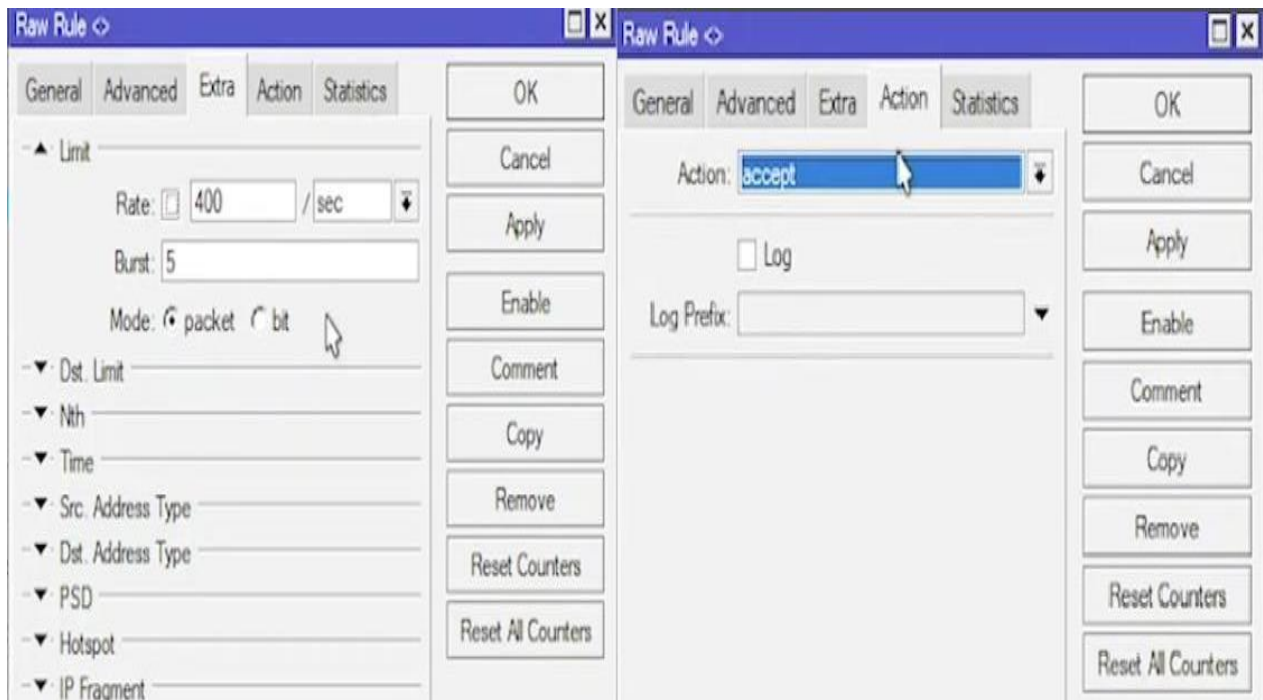 Raw Rule <>
General Advanced Extra Action Statistics
Limit
Rate: 400 / sec
Burst: 5
Mode: packet bit
Dst. Limit
Nth
Time
Src. Address Type
Dst. Address Type
PSD
Hotspot
IP Fragment
OK
Cancel
Apply
Enable
Comment
Copy
Remove
Reset Counters
Reset All Counters
Raw Rule <>
General Advanced Extra Action Statistics
Action: accept
Log
Log Prefix:
OK
Cancel
Apply
Enable
Comment
Copy
Remove
Reset Counters
Reset All Counters